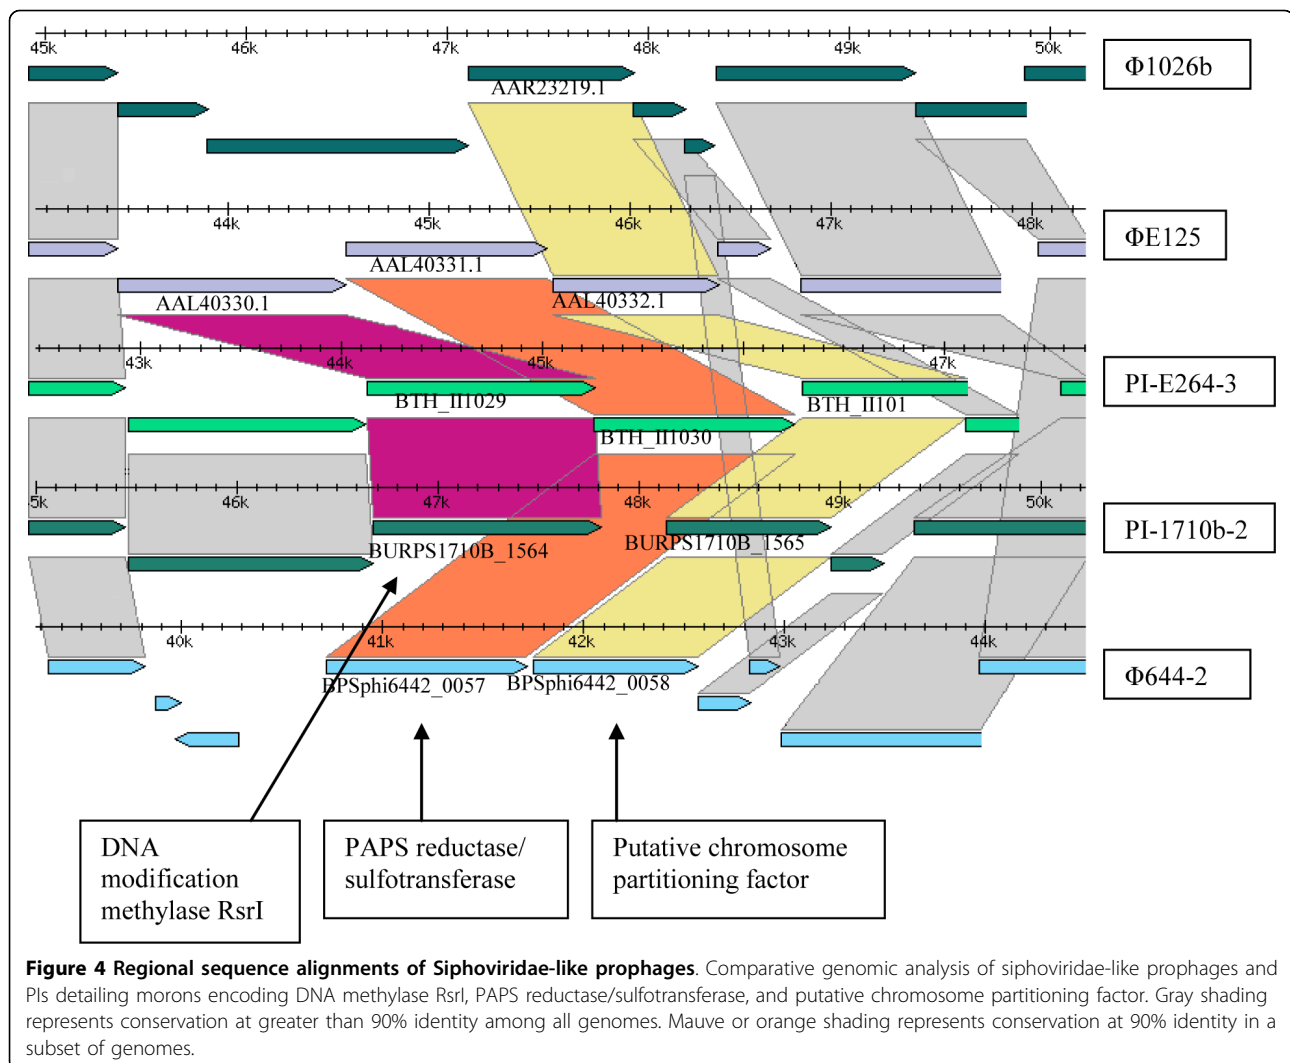 45k 46k 47k 48k 49k 50k
Φ1026b
AAR23219.1
44k 45k 46k 47k 48k
ΦE125
AAL40331.1
AAL40330.1 AAL40332.1
43k 44k 45k 47k
PI-E264-3
BTH_II1029 BTH_II101
BTH_II1030
5k 46k 47k 48k 49k 50k
PI-1710b-2
BURPS1710B_1564 BURPS1710B_1565
40k 41k 42k 43k 44k
Φ644-2
BPSphi6442_0057 BPSphi6442_0058
DNA
modification
methylase RsrI
PAPS reductase/
sulfotransferase
Putative chromosome
partitioning factor
Figure 4 Regional sequence alignments of Siphoviridae-like prophages. Comparative genomic analysis of siphoviridae-like prophages and
PIs detailing morons encoding DNA methylase RsrI, PAPS reductase/sulfotransferase, and putative chromosome partitioning factor. Gray shading
represents conservation at greater than 90% identity among all genomes. Mauve or orange shading represents conservation at 90% identity in a
subset of genomes.